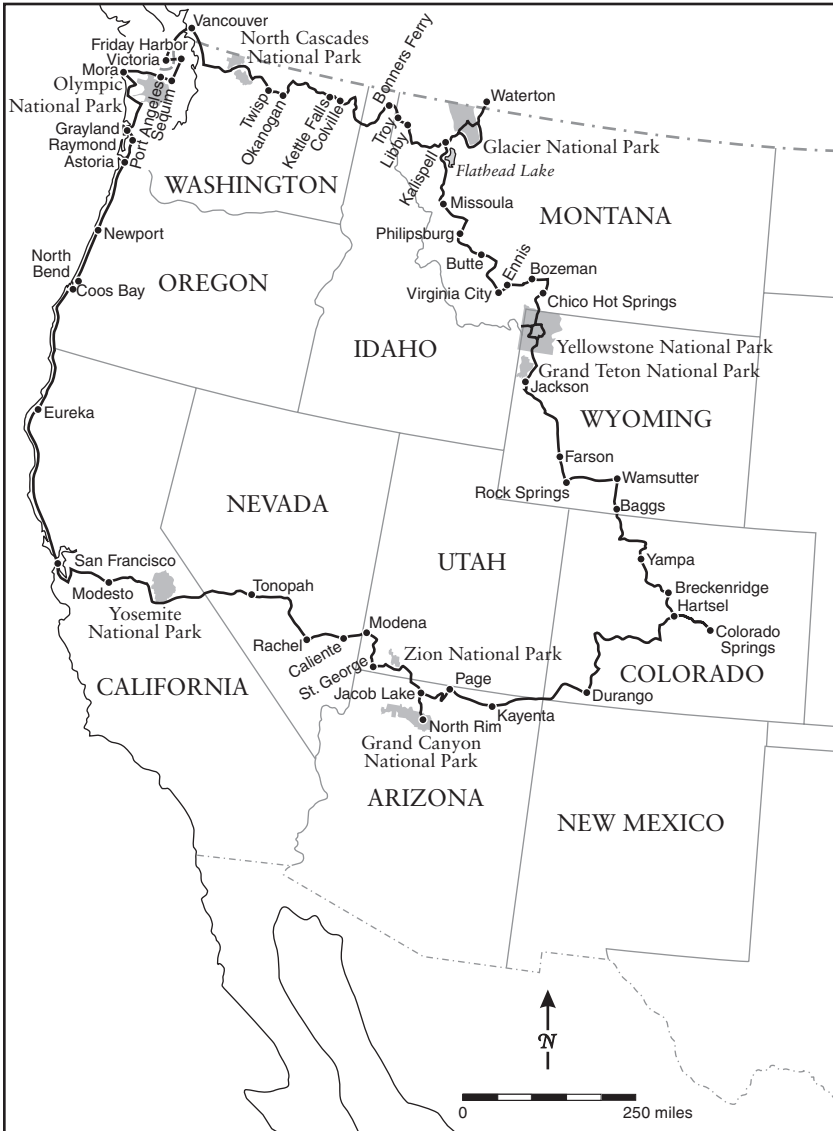 Vancouver
Friday Harbor
Victoria
Mora
Olympic
National Park
Port Angeles
Sequim
North Cascades
National Park
Grayland
Raymond
Astoria
Twisp
Okanogan
Kettle Falls
Colville
Bonners Ferry
Troy
Libby
Kalispell
Waterton
Glacier National Park
Flathead Lake
WASHINGTON
Missoula
MONTANA
Philipsburg
Newport
Butte
Ennis
Bozeman
North
Bend
Coos Bay
OREGON
Virginia City
Chico Hot Springs
IDAHO
Yellowstone National Park
Grand Teton National Park
Jackson
Eureka
WYOMING
Farson
Rock Springs
Wamsutter
Baggs
NEVADA
UTAH
San Francisco
Modesto
Yosemite
National Park
Tonopah
Yampa
Breckenridge
Hartsel
Colorado
Springs
Rachel
Caliente
Modena
St. George
Zion National Park
COLORADO
CALIFORNIA
Jacob Lake
Page
Kayenta
Durango
North Rim
Grand Canyon
National Park
ARIZONA
NEW MEXICO
N
0
250 miles